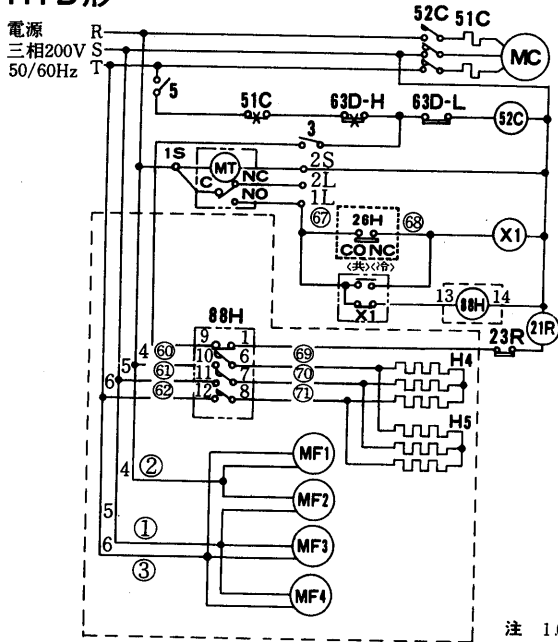 HYD形
電源 R
三相200V S
50/60Hz T
52C 51C
MC
5
51C
63D-H
63D-L
52C
3
1S
MT
NC
C
NO
2S
2L
1L
67
26H
68
CO NC
X1
〈共〉〈冷〉
X1
13 88H 14
88H
23R
21R
4 60 9 1 69
5 61 10 6 70
6 62 11 7 71
12 8
H4
H5
MF1
4 ②
MF2
5
①
MF3
6
③
MF4
注 1.